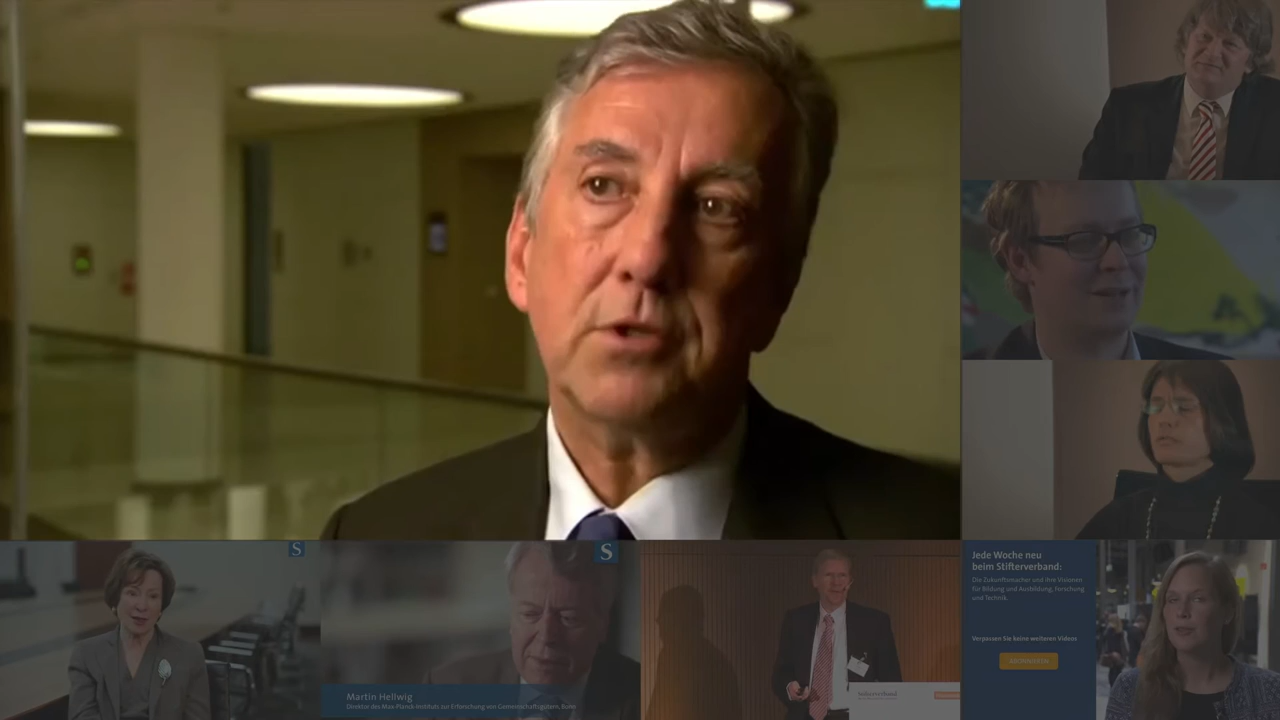 S
S
Martin Hellwig
Direktor des Max-Planck-Instituts zur Erforschung von Gemeinschaftsgütern, Bonn
Stifterverband
Jede Woche neu
beim Stifterverband:
Die Zukunftsmacher und ihre Visionen
für Bildung und Ausbildung, Forschung
und Technik.
Verpassen Sie keine weiteren Videos
ABONNIEREN